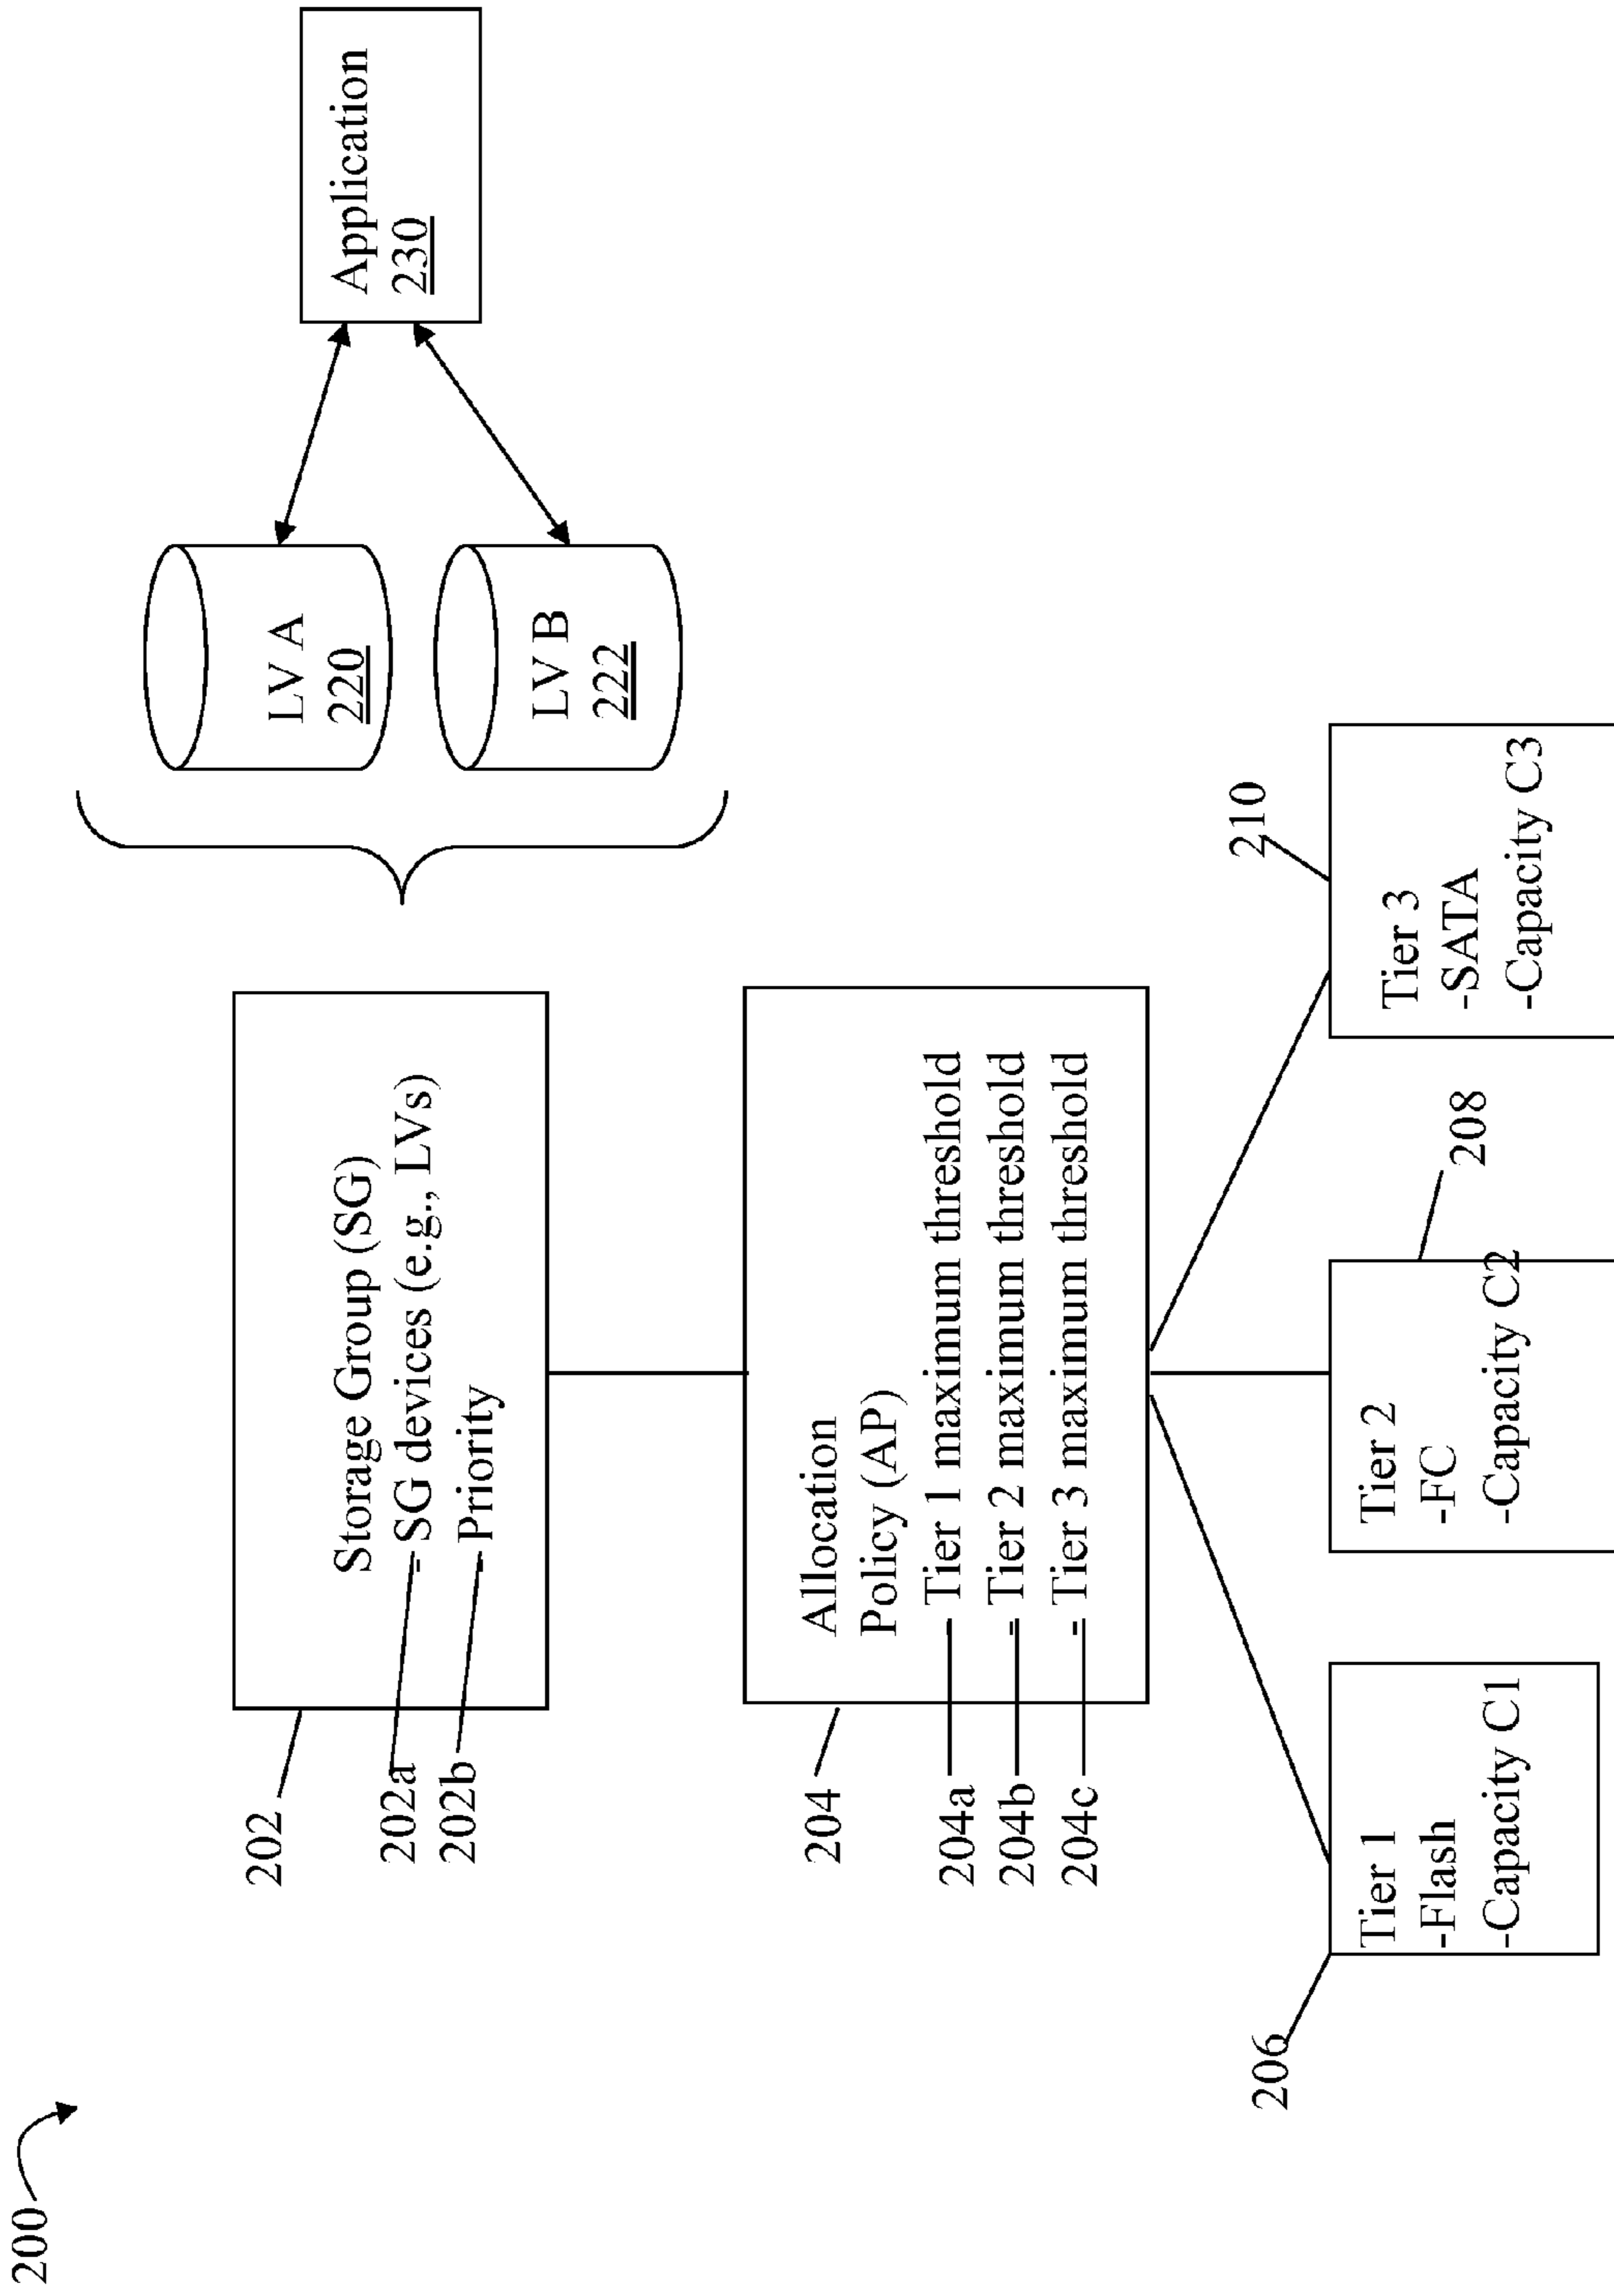 200
202
Storage Group (SG)
202a
- SG devices (e.g., LVs)
202b
- Priority
LV A
220
LV B
222
Application
230
204
Allocation
Policy (AP)
204a
- Tier 1 maximum threshold
204b
- Tier 2 maximum threshold
204c
- Tier 3 maximum threshold
206
Tier 1
-Flash
-Capacity C1
208
Tier 2
-FC
-Capacity C2
210
Tier 3
-SATA
-Capacity C3